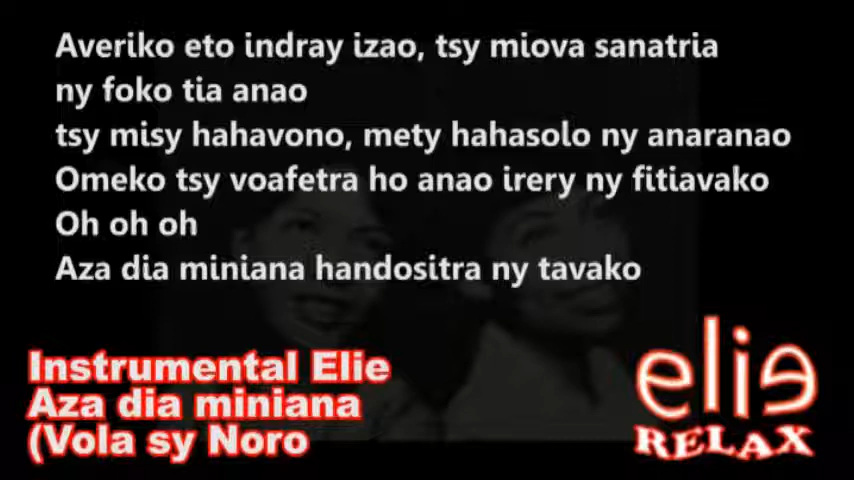 Averiko eto indray izao, tsy miova sanatria
ny foko tia anao
tsy misy hahavono, mety hahasolo ny anaranao
Omeko tsy voafetra ho anao irery ny fitiavako
Oh oh oh
Aza dia miniana handositra ny tavako
Instrumental Elie
Aza dia miniana
(Vola sy Noro
elie
RELAX